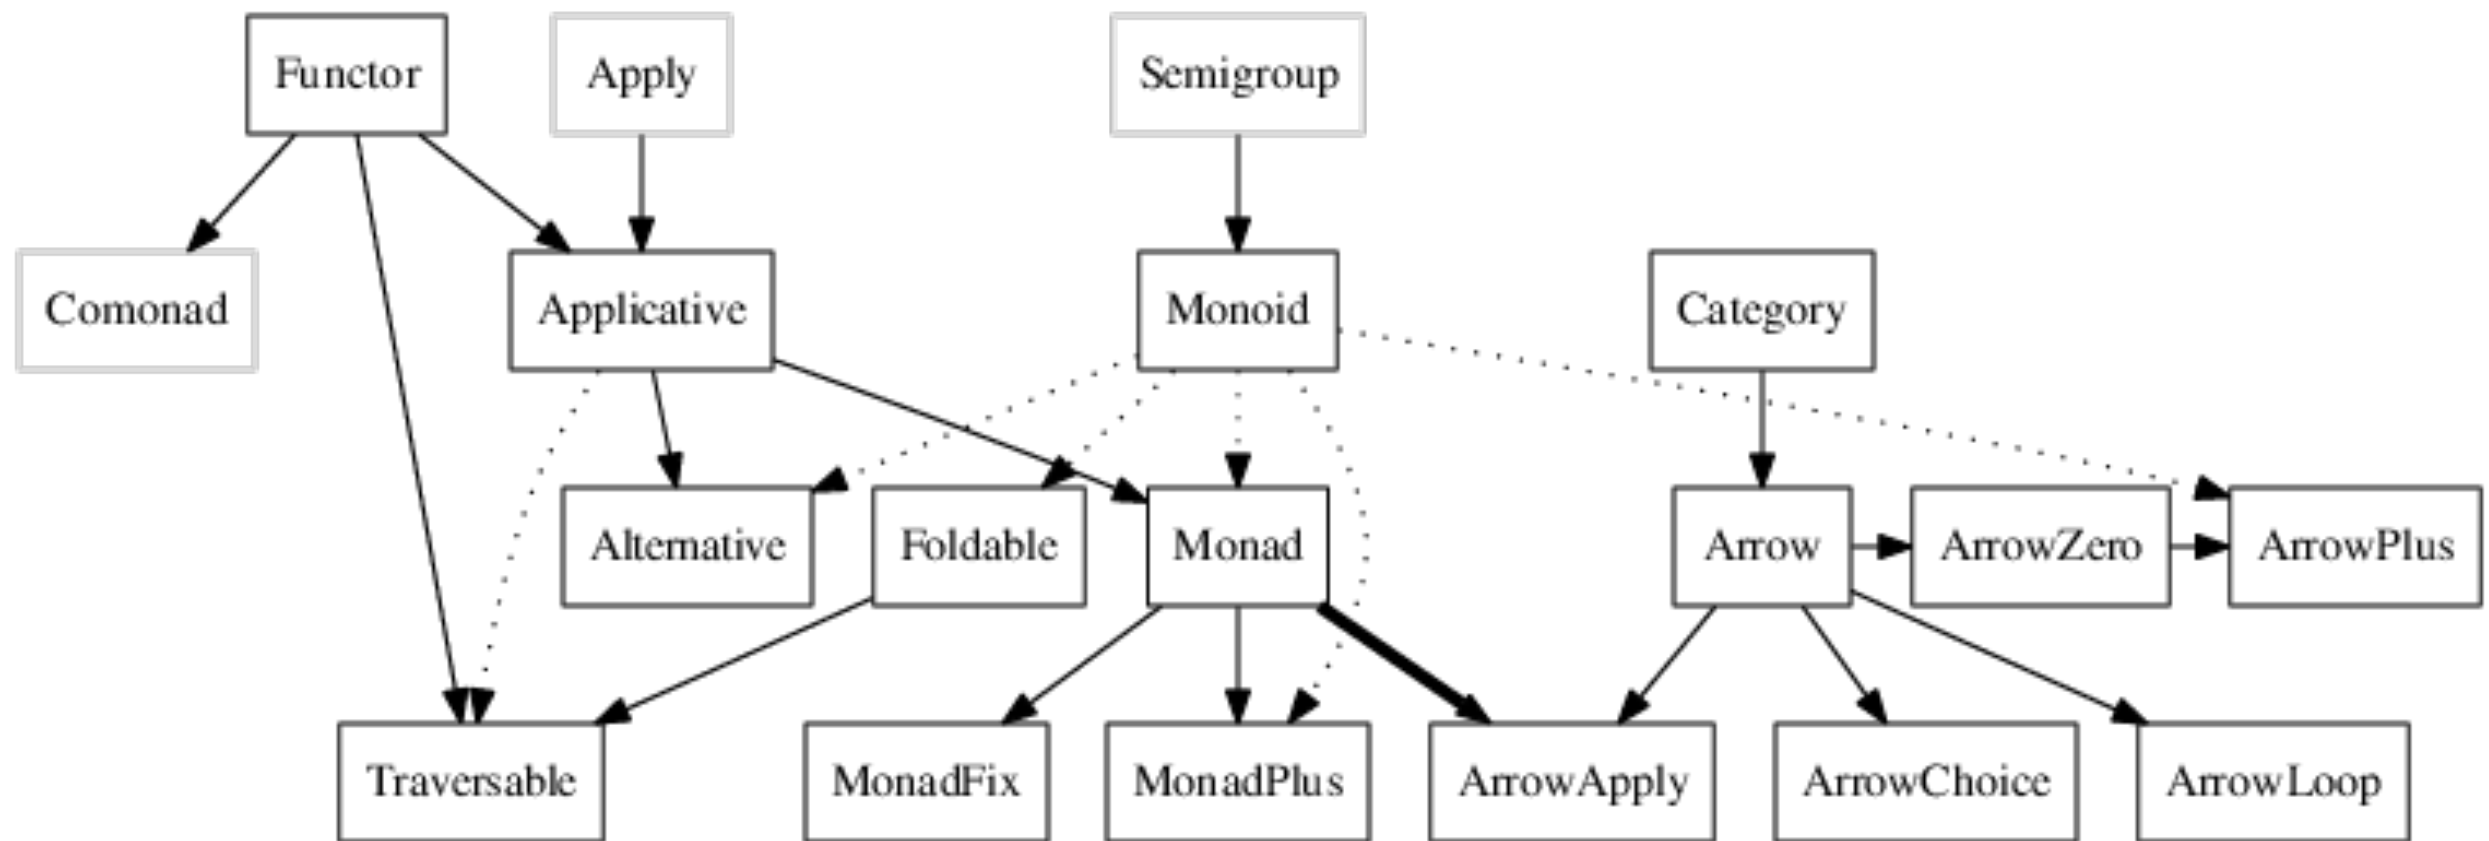 Functor
Apply
Semigroup
Comonad
Applicative
Monoid
Category
Alternative
Foldable
Monad
Arrow
ArrowZero
ArrowPlus
Traversable
MonadFix
MonadPlus
ArrowApply
ArrowChoice
ArrowLoop